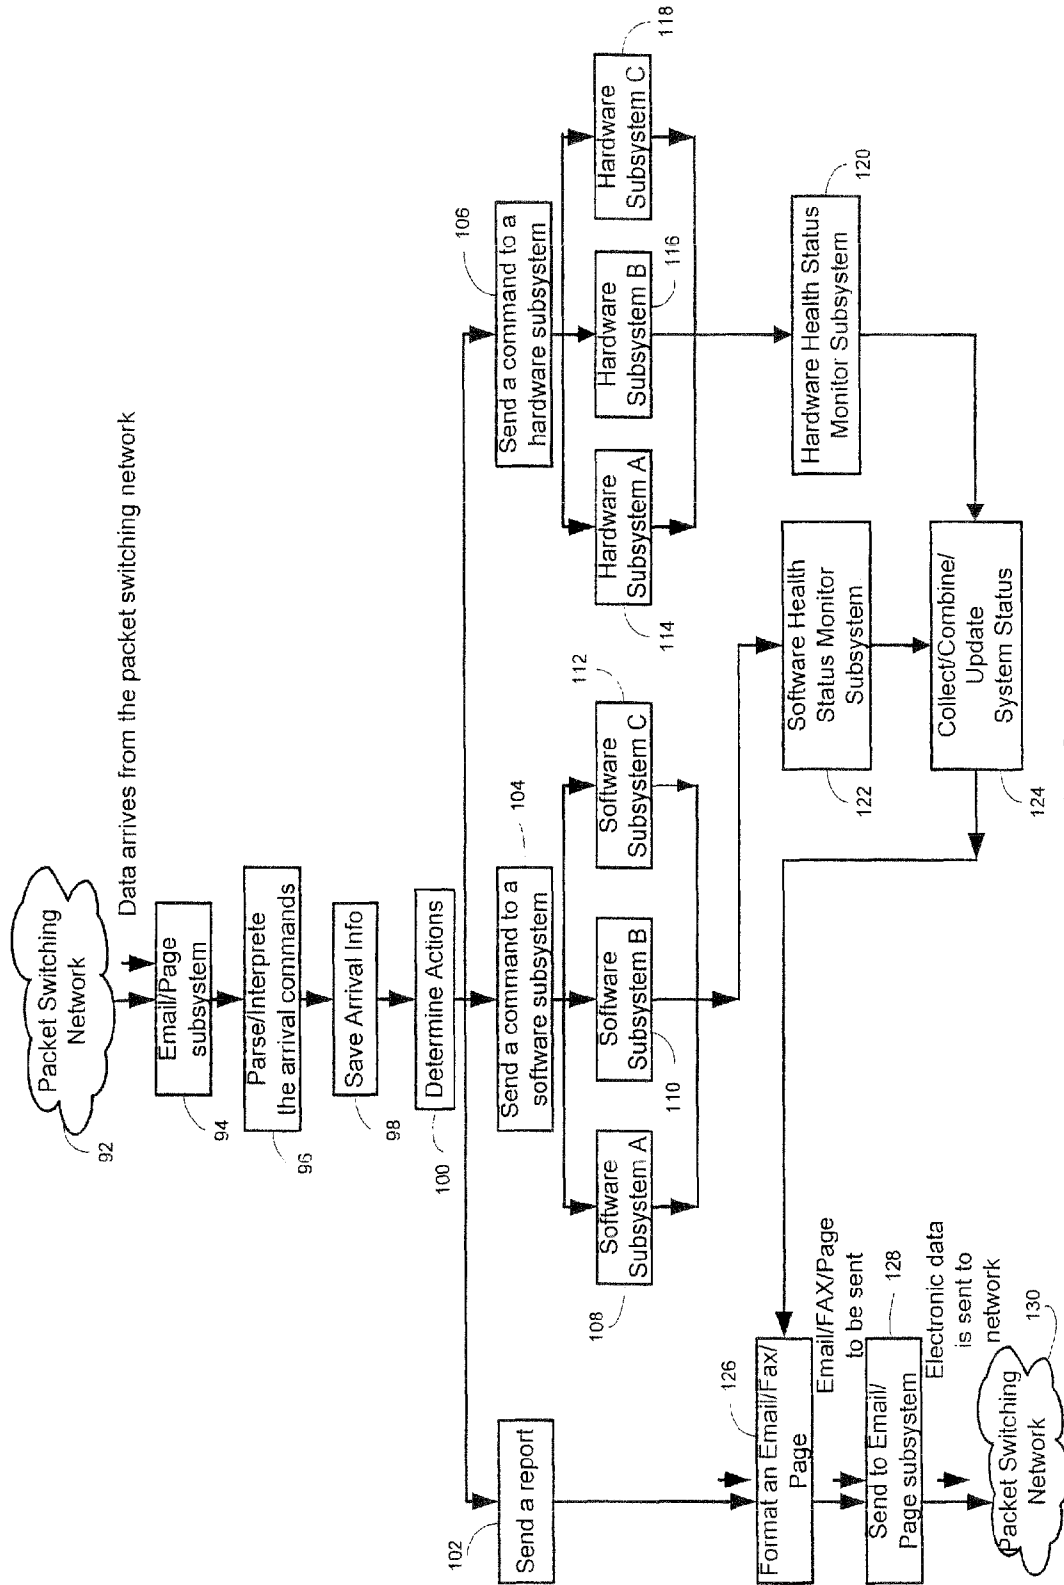 Packet Switching
Network
92
Data arrives from the packet switching network
Email/Page
subsystem
94
Parse/Interprete
the arrival commands
96
Save Arrival Info
98
Determine Actions
100
Send a report
102
Send a command to a
software subsystem
104
Send a command to a
hardware subsystem
106
Software
Subsystem A
108
Software
Subsystem B
110
Software
Subsystem C
112
Hardware
Subsystem A
114
Hardware
Subsystem B
116
Hardware
Subsystem C
118
Software Health
Status Monitor
Subsystem
122
Hardware Health Status
Monitor Subsystem
120
Collect/Combine/
Update
System Status
124
Format an Email/Fax/
Page
126
Email/FAX/Page
to be sent
Send to Email/
Page subsystem
128
Electronic data
is sent to
network
Packet Switching
Network
130